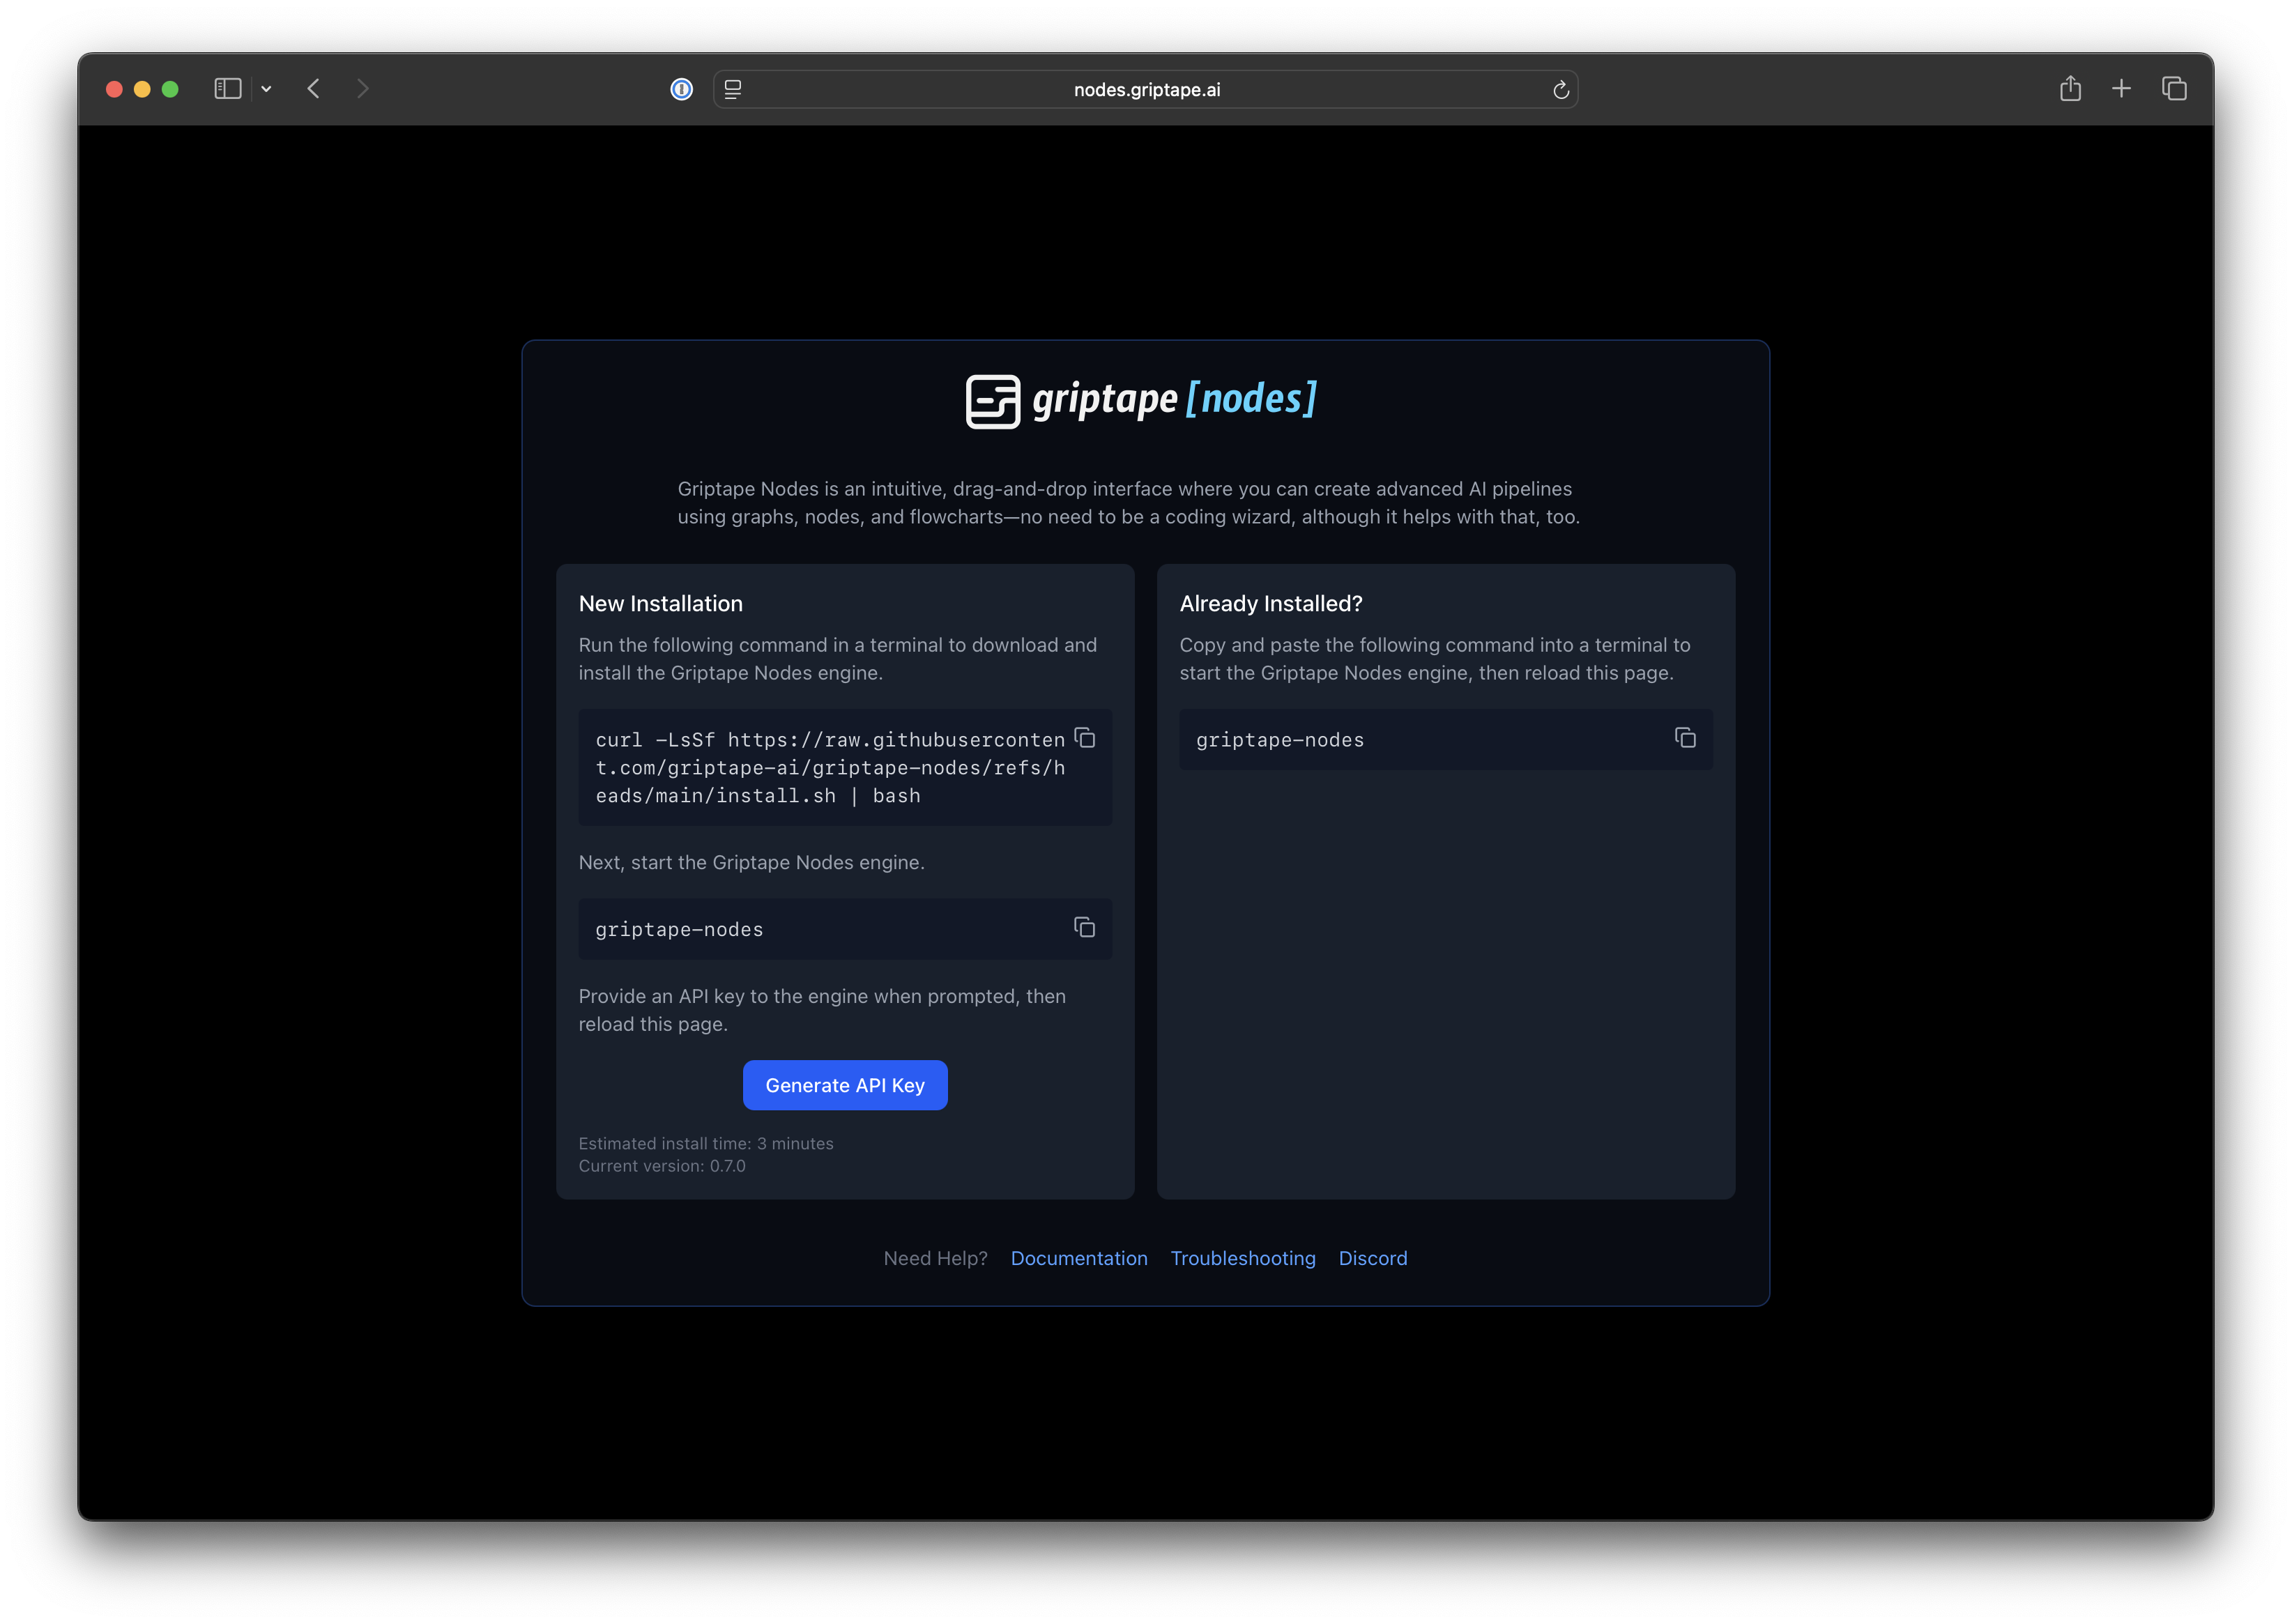 nodes.griptape.ai
griptape [nodes]
Griptape Nodes is an intuitive, drag-and-drop interface where you can create advanced AI pipelines
using graphs, nodes, and flowcharts—no need to be a coding wizard, although it helps with that, too.
New Installation
Run the following command in a terminal to download and
install the Griptape Nodes engine.
curl -LsSf https://raw.githubuserconten
t.com/griptape-ai/griptape-nodes/refs/h
eads/main/install.sh | bash
Next, start the Griptape Nodes engine.
griptape-nodes
Provide an API key to the engine when prompted, then
reload this page.
Generate API Key
Estimated install time: 3 minutes
Current version: 0.7.0
Already Installed?
Copy and paste the following command into a terminal to
start the Griptape Nodes engine, then reload this page.
griptape-nodes
Need Help? Documentation Troubleshooting Discord